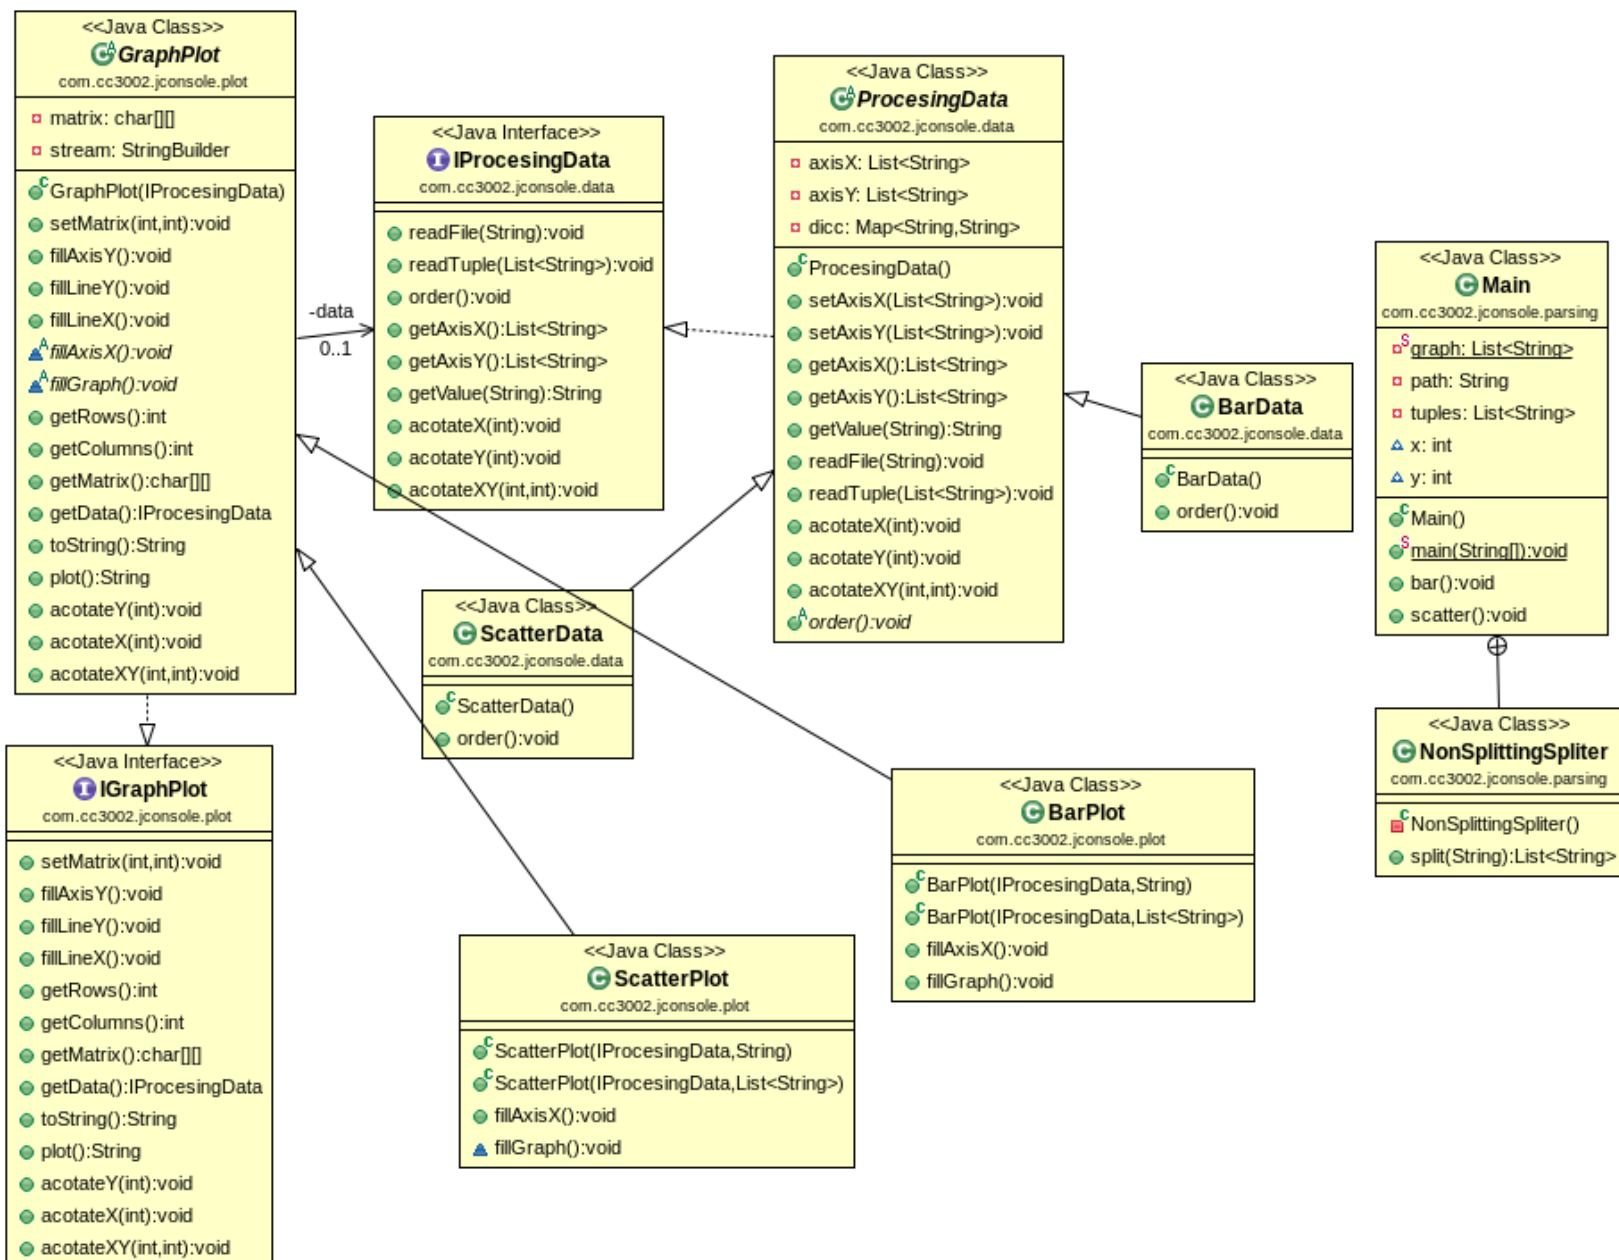 <<Java Class>>
GraphPlot
com.cc3002.jconsole.plot
matrix: char[][]
stream: StringBuilder
GraphPlot(IProcesingData)
setMatrix(int,int):void
fillAxisY():void
fillLineY():void
fillLineX():void
fillAxisX():void
fillGraph():void
getRows():int
getColumns():int
getMatrix():char[][]
getData():IProcesingData
toString():String
plot():String
acotateY(int):void
acotateX(int):void
acotateXY(int,int):void
-data
0..1
<<Java Interface>>
IProcesingData
com.cc3002.jconsole.data
readFile(String):void
readTuple(List<String>):void
order():void
getAxisX():List<String>
getAxisY():List<String>
getValue(String):String
acotateX(int):void
acotateY(int):void
acotateXY(int,int):void
<<Java Class>>
ProcesingData
com.cc3002.jconsole.data
axisX: List<String>
axisY: List<String>
dicc: Map<String,String>
ProcesingData()
setAxisX(List<String>):void
setAxisY(List<String>):void
getAxisX():List<String>
getAxisY():List<String>
getValue(String):String
readFile(String):void
readTuple(List<String>):void
acotateX(int):void
acotateY(int):void
acotateXY(int,int):void
order():void
<<Java Class>>
BarData
com.cc3002.jconsole.data
BarData()
order():void
<<Java Class>>
Main
com.cc3002.jconsole.parsing
graph: List<String>
path: String
tuples: List<String>
x: int
y: int
Main()
main(String[]):void
bar():void
scatter():void
<<Java Class>>
ScatterData
com.cc3002.jconsole.data
ScatterData()
order():void
<<Java Class>>
NonSplittingSpliter
com.cc3002.jconsole.parsing
NonSplittingSpliter()
split(String):List<String>
<<Java Interface>>
IGraphPlot
com.cc3002.jconsole.plot
setMatrix(int,int):void
fillAxisY():void
fillLineY():void
fillLineX():void
getRows():int
getColumns():int
getMatrix():char[][]
getData():IProcesingData
toString():String
plot():String
acotateY(int):void
acotateX(int):void
acotateXY(int,int):void
<<Java Class>>
BarPlot
com.cc3002.jconsole.plot
BarPlot(IProcesingData,String)
BarPlot(IProcesingData,List<String>)
fillAxisX():void
fillGraph():void
<<Java Class>>
ScatterPlot
com.cc3002.jconsole.plot
ScatterPlot(IProcesingData,String)
ScatterPlot(IProcesingData,List<String>)
fillAxisX():void
fillGraph():void